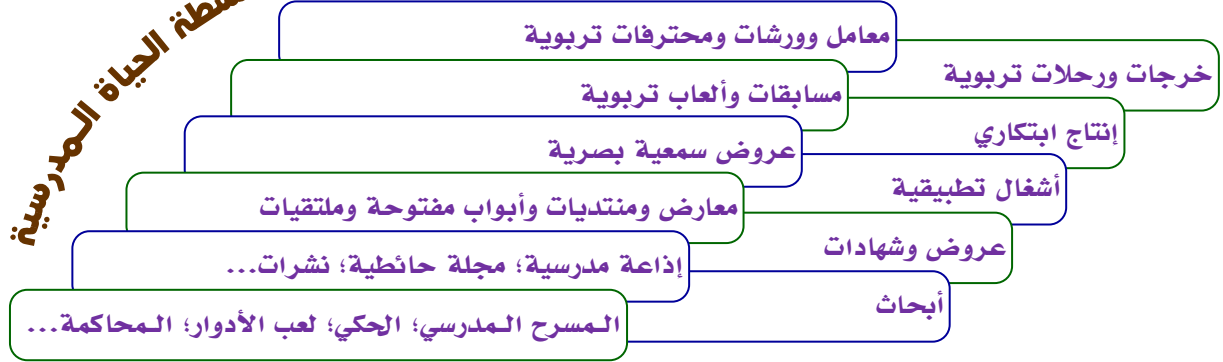 أنشطة الحياة المدرسية
معامل وورشات ومحترفات تربوية
خرجات ورحلات تربوية
مسابقات وألعاب تربوية
إنتاج ابتكاري
عروض سمعية بصرية
أشغال تطبيقية
معارض ومنتديات وأبواب مفتوحة وملتقيات
عروض وشهادات
إذاعة مدرسية؛ مجلة حائطية؛ نشرات...
أبحاث
المسرح المدرسي؛ الحكي؛ لعب الأدوار؛ المحاكمة...